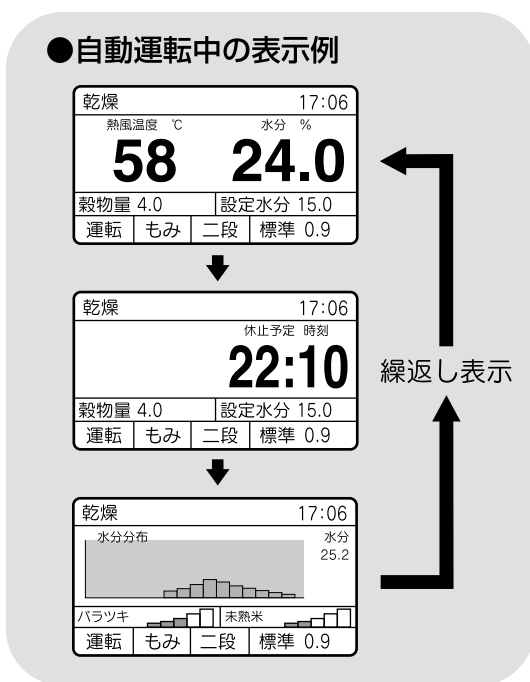 ●自動運転中の表示例
乾燥 17:06
熱風温度 ℃ 水分 %
58 24.0
穀物量 4.0 設定水分 15.0
運転 もみ 二段 標準 0.9
乾燥 17:06
休止予定 時刻
22:10
穀物量 4.0 設定水分 15.0
運転 もみ 二段 標準 0.9
繰返し表示
乾燥 17:06
水分分布 水分
25.2
バラツキ 未熟米
運転 もみ 二段 標準 0.9